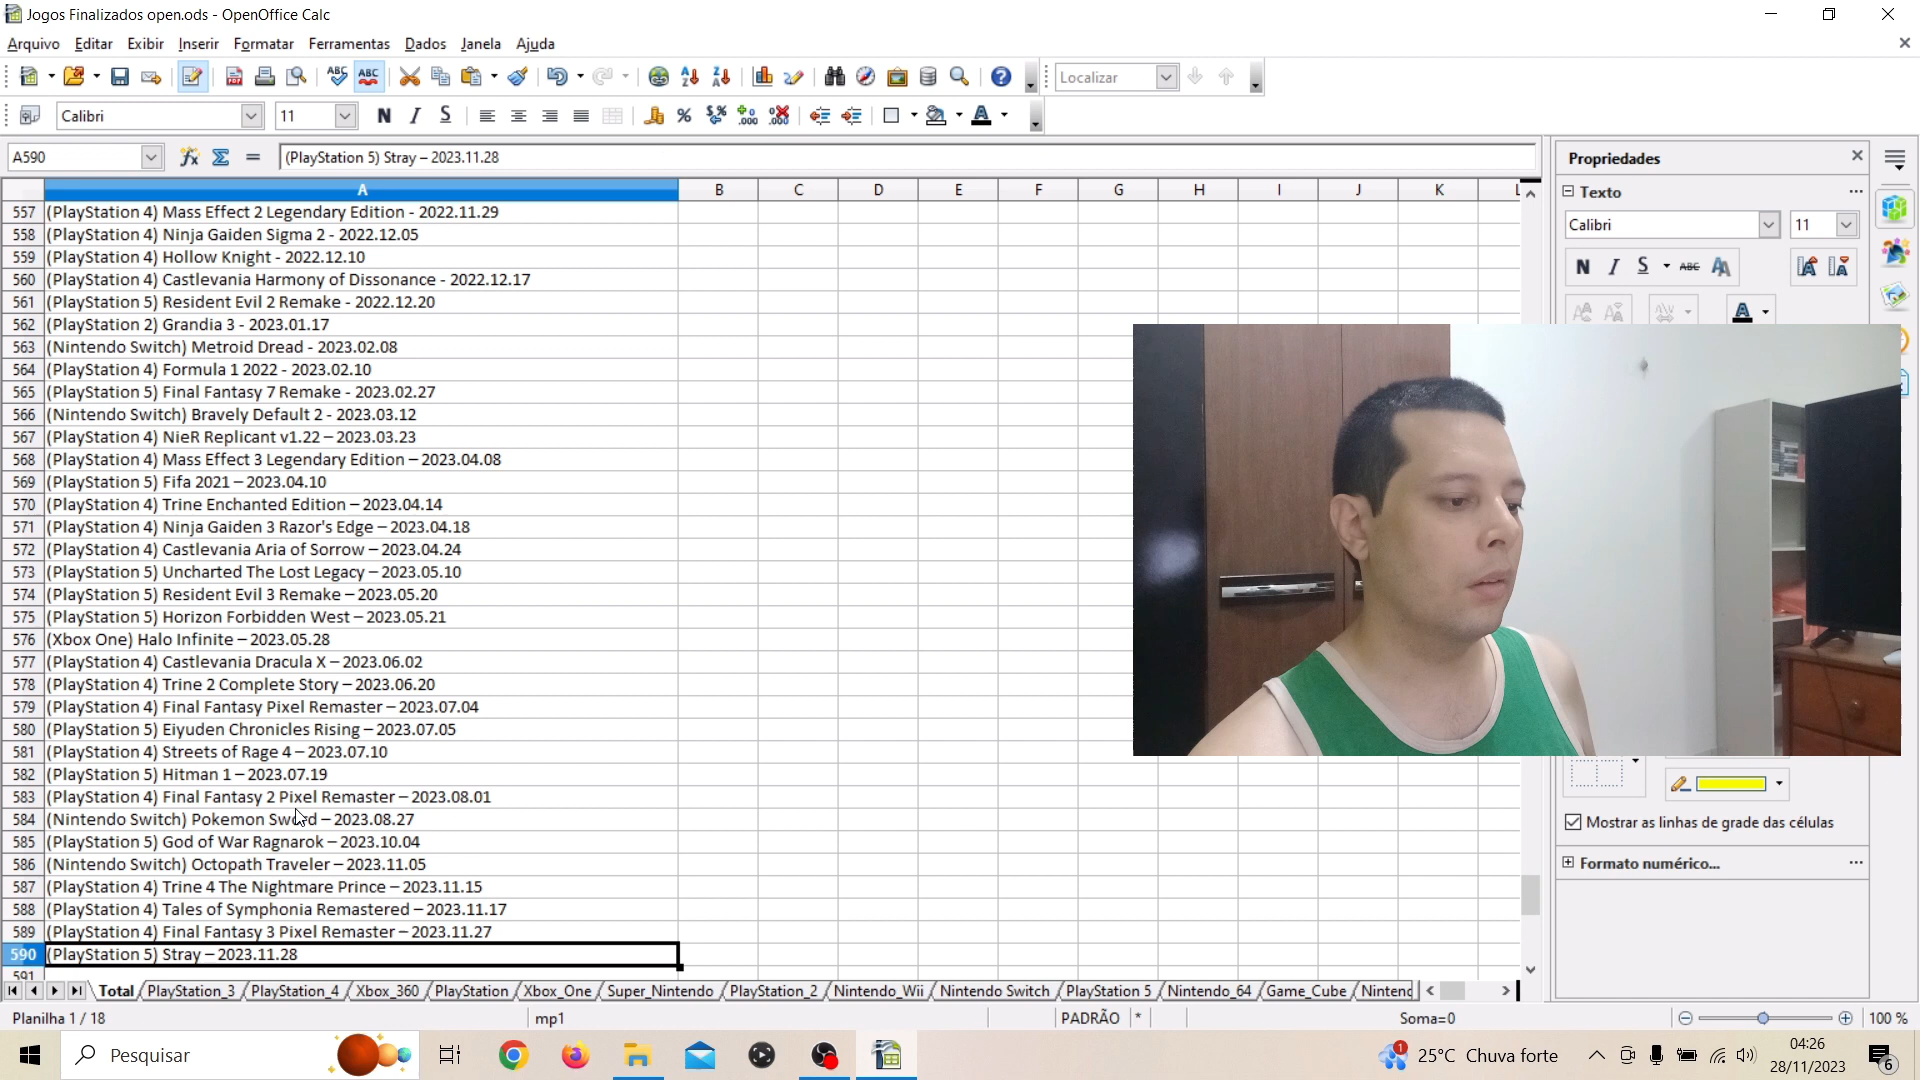 Jogos Finalizados open.ods - OpenOffice Calc
Arquivo Editar Exibir Inserir Formatar Ferramentas Dados Janela Ajuda
Localizar
Calibri 11 N I S
A590 (PlayStation 5) Stray – 2023.11.28
A B C D E F G H I J K L
557 (PlayStation 4) Mass Effect 2 Legendary Edition - 2022.11.29
558 (PlayStation 4) Ninja Gaiden Sigma 2 - 2022.12.05
559 (PlayStation 4) Hollow Knight - 2022.12.10
560 (PlayStation 4) Castlevania Harmony of Dissonance - 2022.12.17
561 (PlayStation 5) Resident Evil 2 Remake - 2022.12.20
562 (PlayStation 2) Grandia 3 - 2023.01.17
563 (Nintendo Switch) Metroid Dread - 2023.02.08
564 (PlayStation 4) Formula 1 2022 - 2023.02.10
565 (PlayStation 5) Final Fantasy 7 Remake - 2023.02.27
566 (Nintendo Switch) Bravely Default 2 - 2023.03.12
567 (PlayStation 4) NieR Replicant v1.22 – 2023.03.23
568 (PlayStation 4) Mass Effect 3 Legendary Edition – 2023.04.08
569 (PlayStation 5) Fifa 2021 – 2023.04.10
570 (PlayStation 4) Trine Enchanted Edition – 2023.04.14
571 (PlayStation 4) Ninja Gaiden 3 Razor's Edge – 2023.04.18
572 (PlayStation 4) Castlevania Aria of Sorrow – 2023.04.24
573 (PlayStation 5) Uncharted The Lost Legacy – 2023.05.10
574 (PlayStation 5) Resident Evil 3 Remake – 2023.05.20
575 (PlayStation 5) Horizon Forbidden West – 2023.05.21
576 (Xbox One) Halo Infinite – 2023.05.28
577 (PlayStation 4) Castlevania Dracula X – 2023.06.02
578 (PlayStation 4) Trine 2 Complete Story – 2023.06.20
579 (PlayStation 4) Final Fantasy Pixel Remaster – 2023.07.04
580 (PlayStation 5) Eiyuden Chronicles Rising – 2023.07.05
581 (PlayStation 4) Streets of Rage 4 – 2023.07.10
582 (PlayStation 5) Hitman 1 – 2023.07.19
583 (PlayStation 4) Final Fantasy 2 Pixel Remaster – 2023.08.01
584 (Nintendo Switch) Pokemon Sword – 2023.08.27
585 (PlayStation 5) God of War Ragnarok – 2023.10.04
586 (Nintendo Switch) Octopath Traveler – 2023.11.05
587 (PlayStation 4) Trine 4 The Nightmare Prince – 2023.11.15
588 (PlayStation 4) Tales of Symphonia Remastered – 2023.11.17
589 (PlayStation 4) Final Fantasy 3 Pixel Remaster – 2023.11.27
590 (PlayStation 5) Stray – 2023.11.28
591
Propriedades
Texto
Calibri 11
N I S ABC
Mostrar as linhas de grade das células
Formato numérico...
Total PlayStation_3 PlayStation_4 Xbox_360 PlayStation Xbox_One Super_Nintendo PlayStation_2 Nintendo_Wii Nintendo Switch PlayStation 5 Nintendo_64 Game_Cube Nintend
Planilha 1 / 18 mp1 PADRÃO * Soma=0 100 %
Pesquisar
1 25°C Chuva forte
04:26
28/11/2023
6